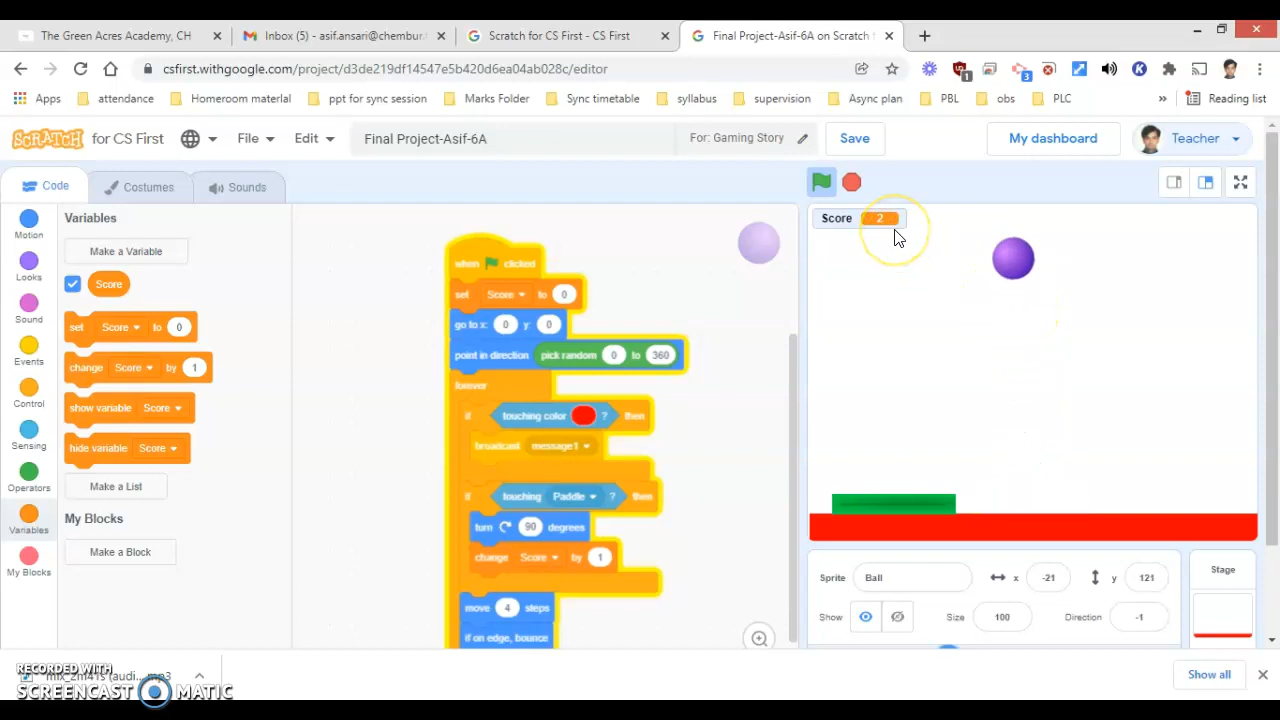 The Green Acres Academy, CH
Inbox (5) - asif.ansari@chembur.
Scratch for CS First - CS First
Final Project-Asif-6A on Scratch f
csfirst.withgoogle.com/project/d3de219df14547e5b420d6ea04ab028c/editor
Apps attendance Homeroom material ppt for sync session Marks Folder Sync timetable syllabus supervision Async plan PBL obs PLC » Reading list
SCRATCH for CS First File Edit Final Project-Asif-6A For: Gaming Story Save My dashboard Teacher
Code Costumes Sounds
Motion
Looks
Sound
Events
Control
Sensing
Operators
Variables
My Blocks
Variables
Make a Variable
Score
set Score to 0
change Score by 1
show variable Score
hide variable Score
Make a List
My Blocks
Make a Block
when clicked
set Score to 0
go to x: 0 y: 0
point in direction pick random 0 to 360
forever
if touching color ? then
broadcast message1
if touching Paddle ? then
turn 90 degrees
change Score by 1
move 4 steps
if on edge, bounce
Score 2
Sprite Ball x -21 y 121
Show Size 100 Direction -1
Stage
mix_2m41s (audi....mp3
Show all
RECORDED WITH
SCREENCAST MATIC